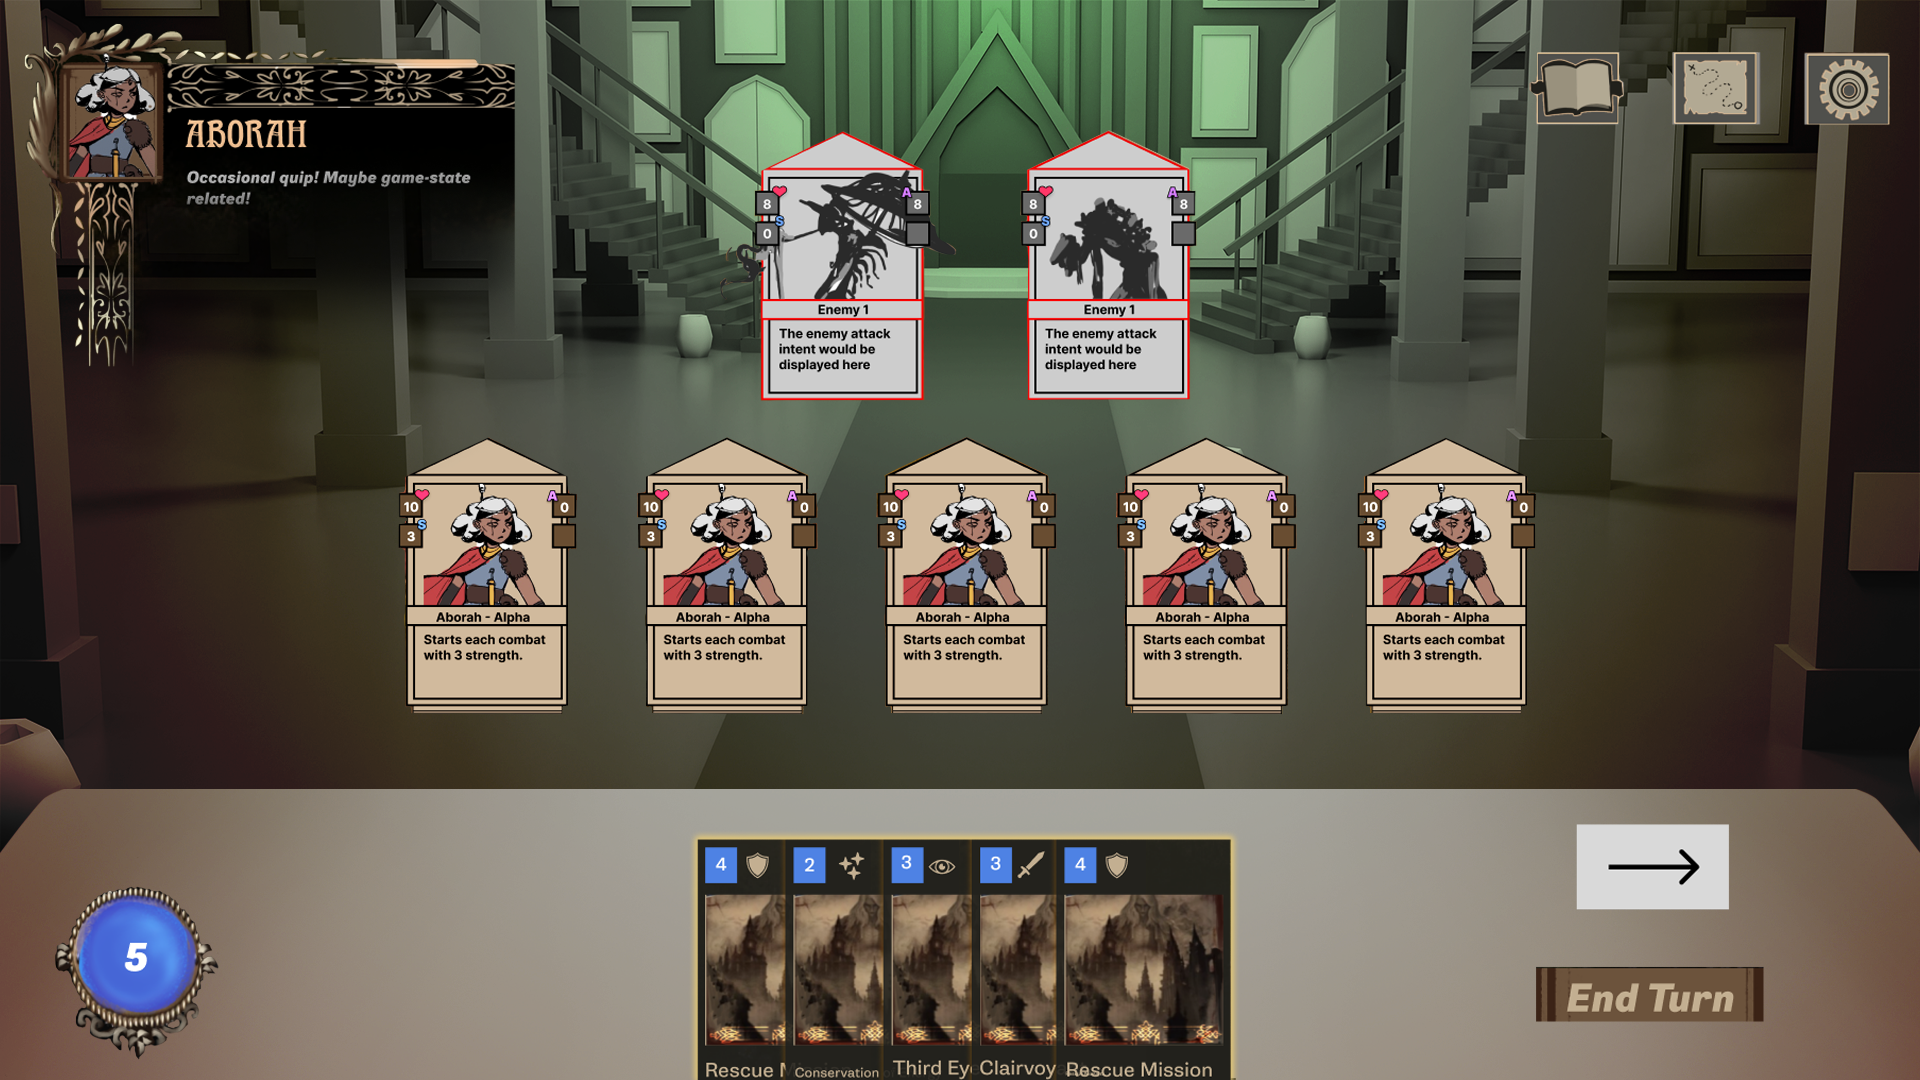 ABORAH
Occasional quip! Maybe game-state
related!
8 A 8
S
0
Enemy 1
The enemy attack
intent would be
displayed here
8 A 8
S
0
Enemy 1
The enemy attack
intent would be
displayed here
10 A 0
S
3
Aborah - Alpha
Starts each combat
with 3 strength.
10 A 0
S
3
Aborah - Alpha
Starts each combat
with 3 strength.
10 A 0
S
3
Aborah - Alpha
Starts each combat
with 3 strength.
10 A 0
S
3
Aborah - Alpha
Starts each combat
with 3 strength.
10 A 0
S
3
Aborah - Alpha
Starts each combat
with 3 strength.
5
4
Rescue
2
Conservation
3
Third Ey
3
Clairvoy
4
Rescue Mission
End Turn